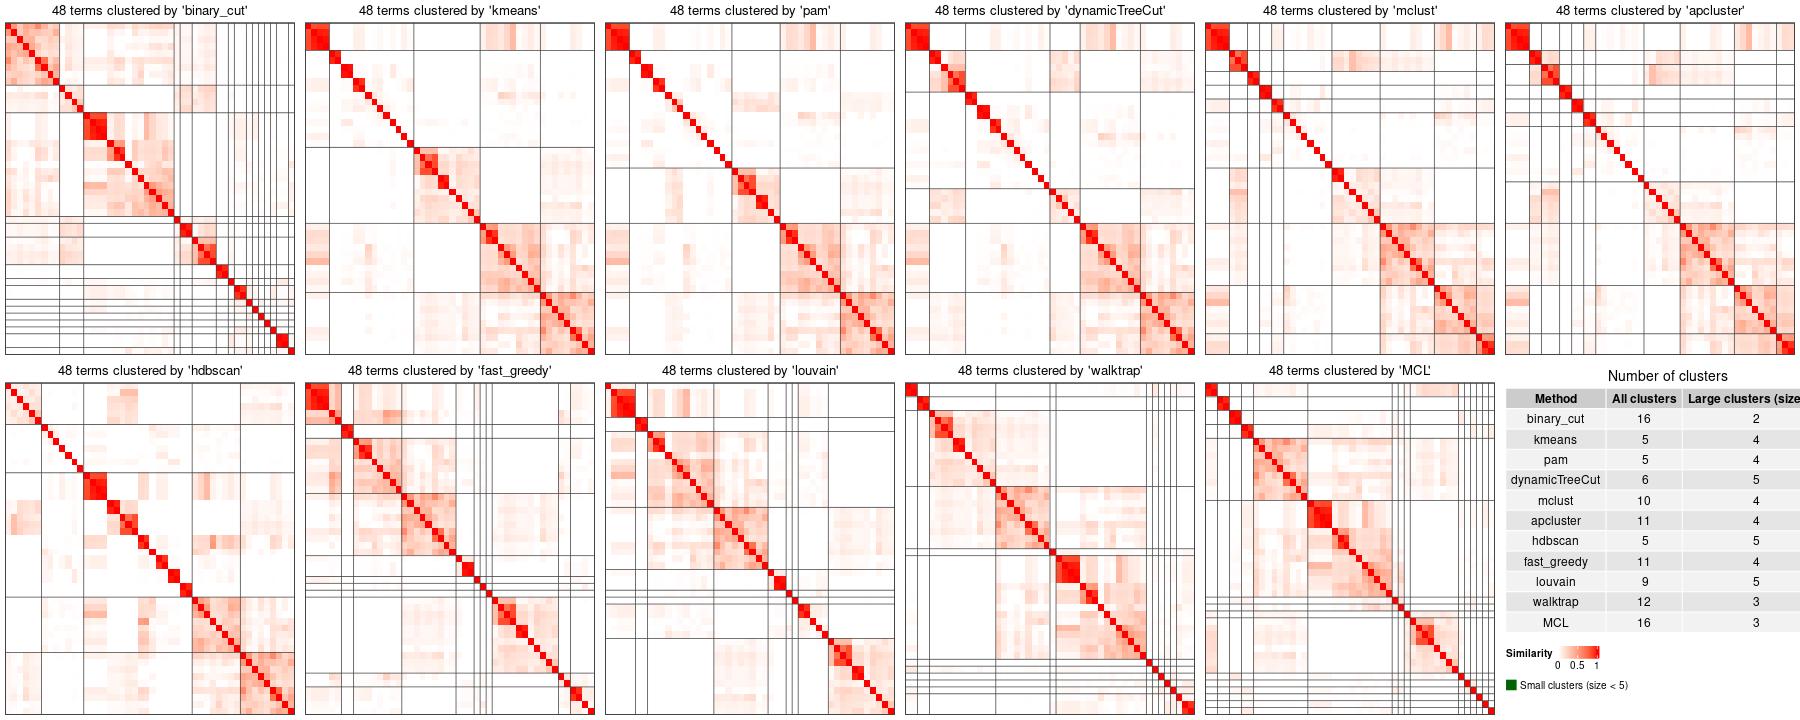 48 terms clustered by 'binary_cut'
48 terms clustered by 'kmeans'
48 terms clustered by 'pam'
48 terms clustered by 'dynamicTreeCut'
48 terms clustered by 'mclust'
48 terms clustered by 'apcluster'
48 terms clustered by 'hdbscan'
48 terms clustered by 'fast_greedy'
48 terms clustered by 'louvain'
48 terms clustered by 'walktrap'
48 terms clustered by 'MCL'
Number of clusters
Method All clusters Large clusters (size
binary_cut 16 2
kmeans 5 4
pam 5 4
dynamicTreeCut 6 5
mclust 10 4
apcluster 11 4
hdbscan 5 5
fast_greedy 11 4
louvain 9 5
walktrap 12 3
MCL 16 3
Similarity
0 0.5 1
Small clusters (size < 5)